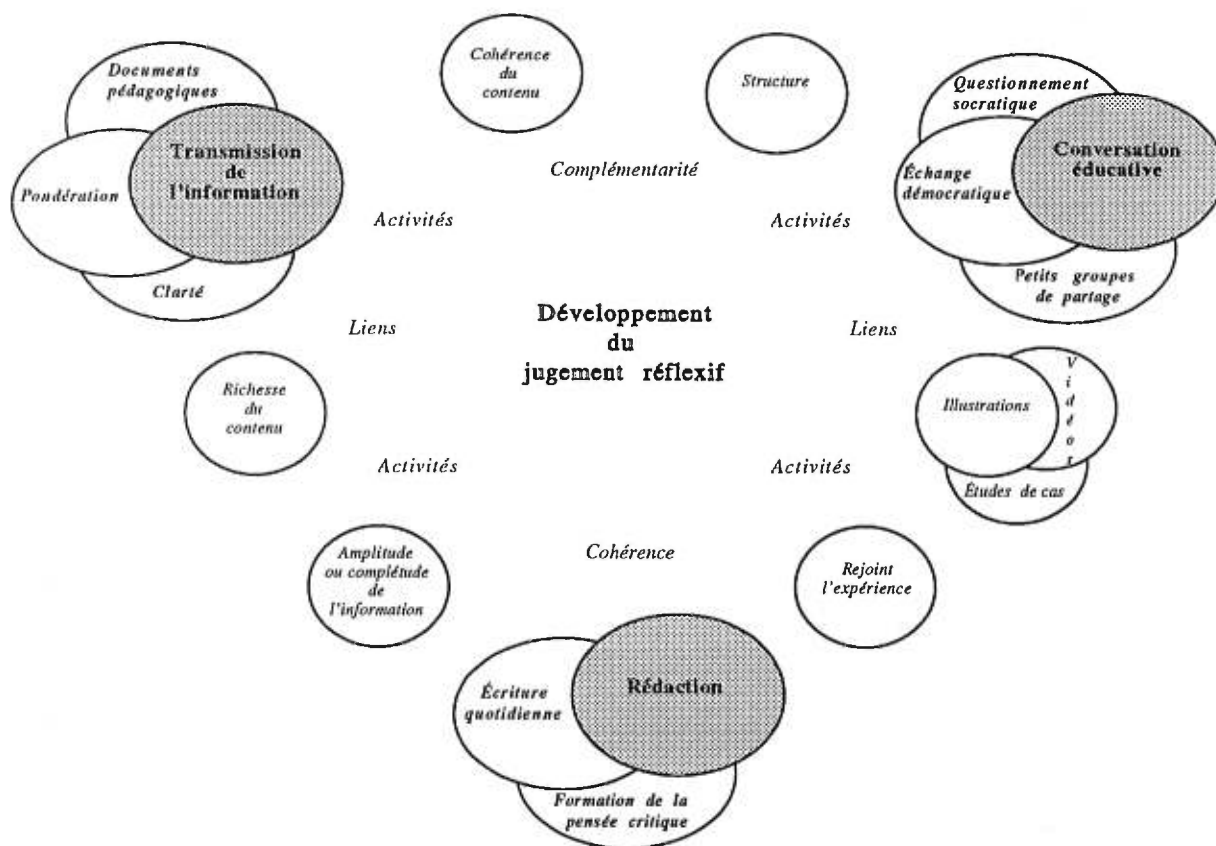 Documents
pédagogiques
Transmission
de
l'information
Pondération
Clarté
Cohérence
du
contenu
Structure
Questionnement
socratique
Conversation
éducative
Échange
démocratique
Petits groupes
de partage
Complémentarité
Activités
Activités
Liens
Développement
du
jugement réflexif
Liens
Richesse
du
contenu
Illustrations
Vidéos
Études de cas
Activités
Activités
Amplitude
ou complétude
de
l'information
Cohérence
Rejoint
l'expérience
Écriture
quotidienne
Rédaction
Formation de la
pensée critique